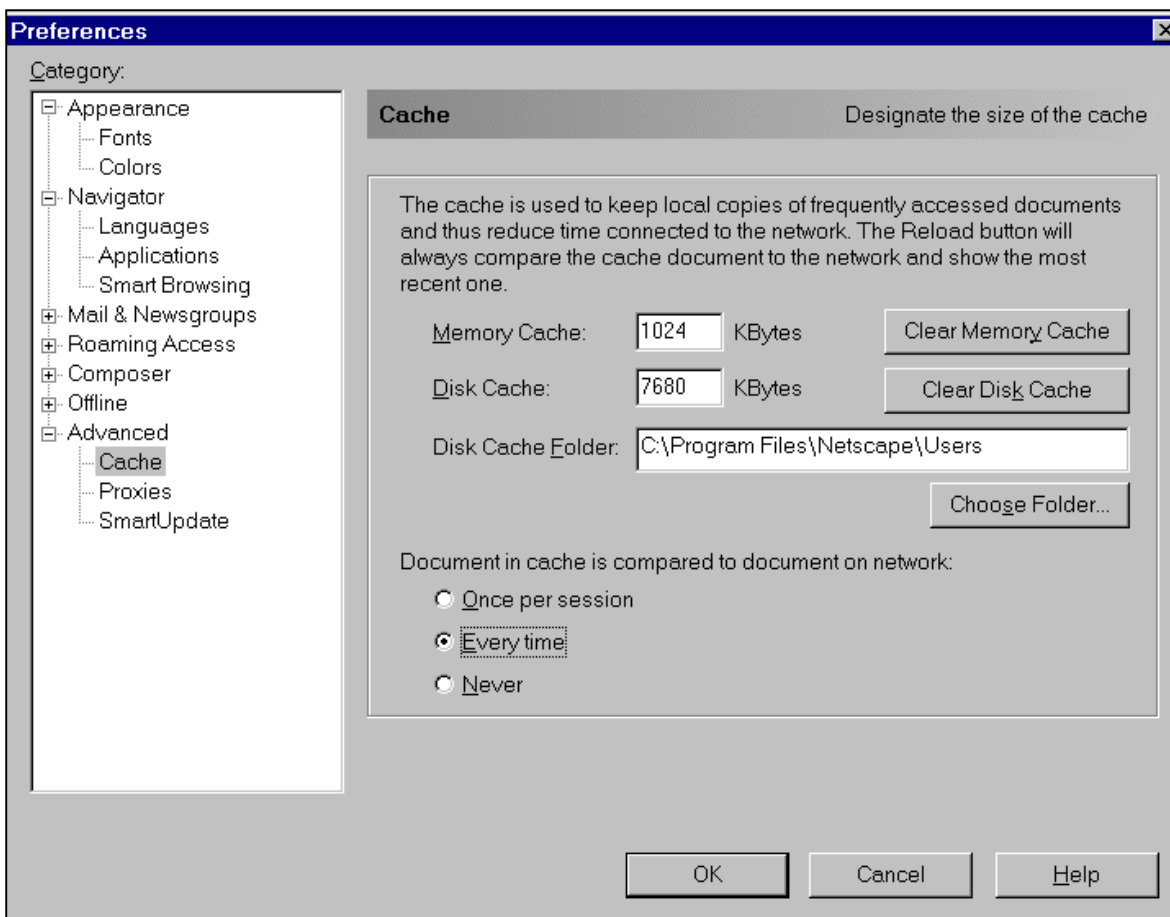 Preferences
Category:
Appearance
Fonts
Colors
Navigator
Languages
Applications
Smart Browsing
Mail & Newsgroups
Roaming Access
Composer
Offline
Advanced
Cache
Proxies
SmartUpdate
Cache
Designate the size of the cache
The cache is used to keep local copies of frequently accessed documents
and thus reduce time connected to the network. The Reload button will
always compare the cache document to the network and show the most
recent one.
Memory Cache: 1024 KBytes Clear Memory Cache
Disk Cache: 7680 KBytes Clear Disk Cache
Disk Cache Folder: C:\Program Files\Netscape\Users
Choose Folder...
Document in cache is compared to document on network:
Once per session
Every time
Never
OK Cancel Help